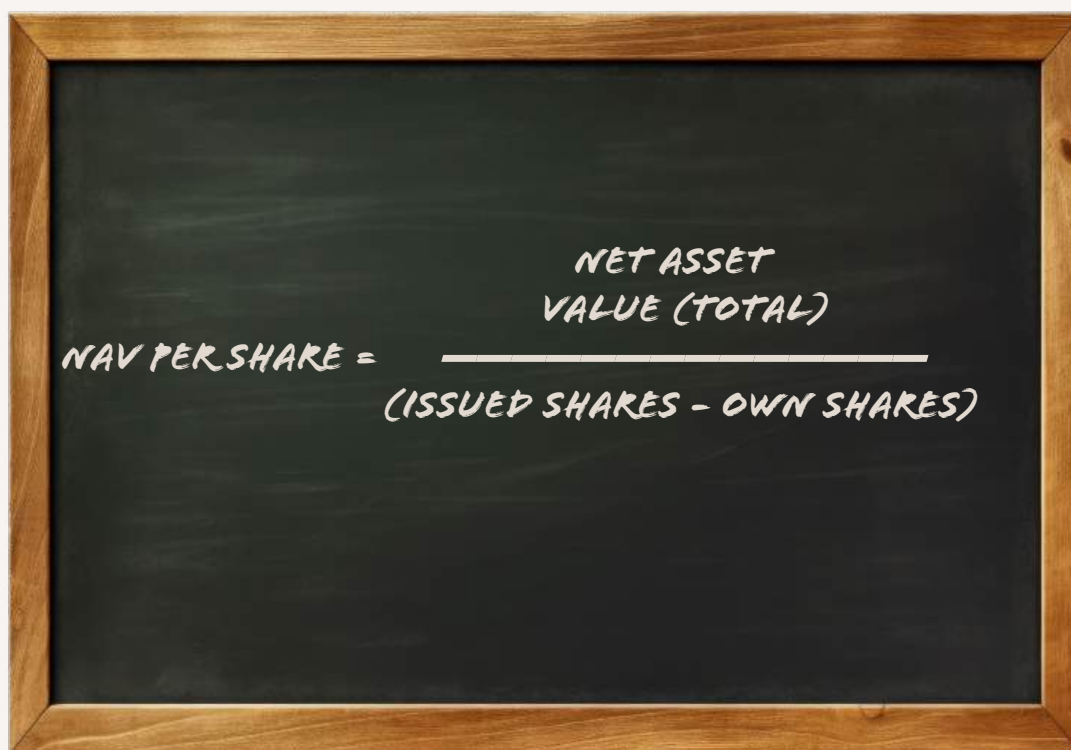 NET ASSET
VALUE (TOTAL)
NAV PER SHARE =
(ISSUED SHARES - OWN SHARES)